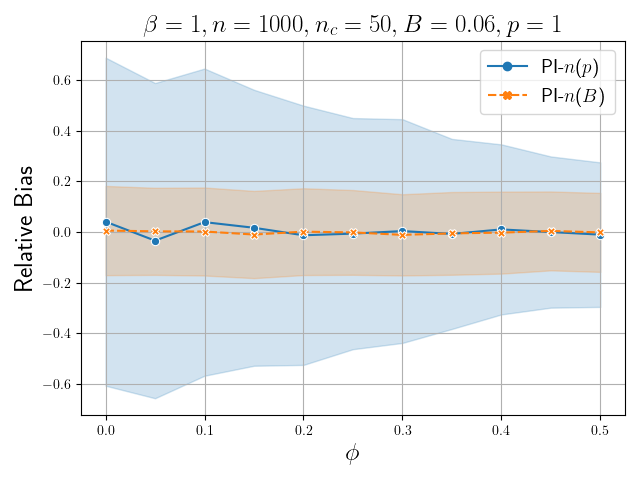 β = 1, n = 1000, n_c = 50, B = 0.06, p = 1
PI-n(p)
PI-n(B)
Relative Bias
0.6
0.4
0.2
0.0
−0.2
−0.4
−0.6
0.0 0.1 0.2 0.3 0.4 0.5
ϕ